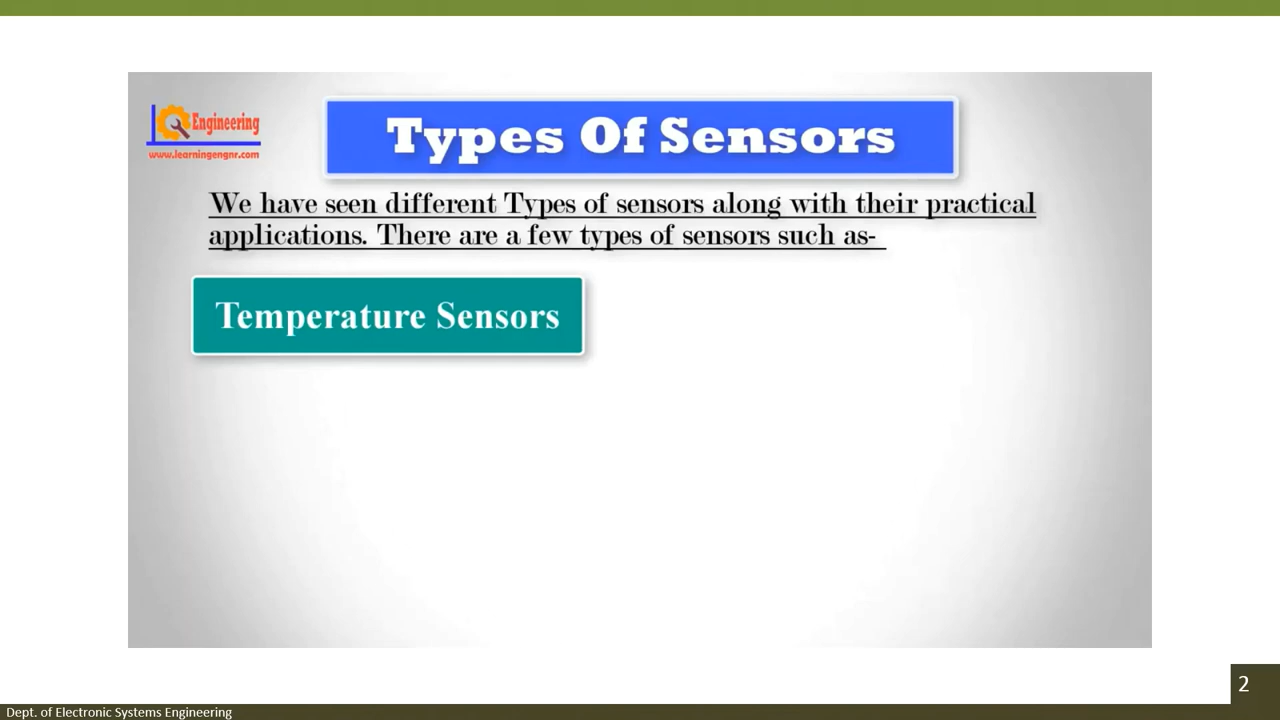 Engineering
www.learningengnr.com
Types Of Sensors
We have seen different Types of sensors along with their practical
applications. There are a few types of sensors such as-
Temperature Sensors
2
Dept. of Electronic Systems Engineering